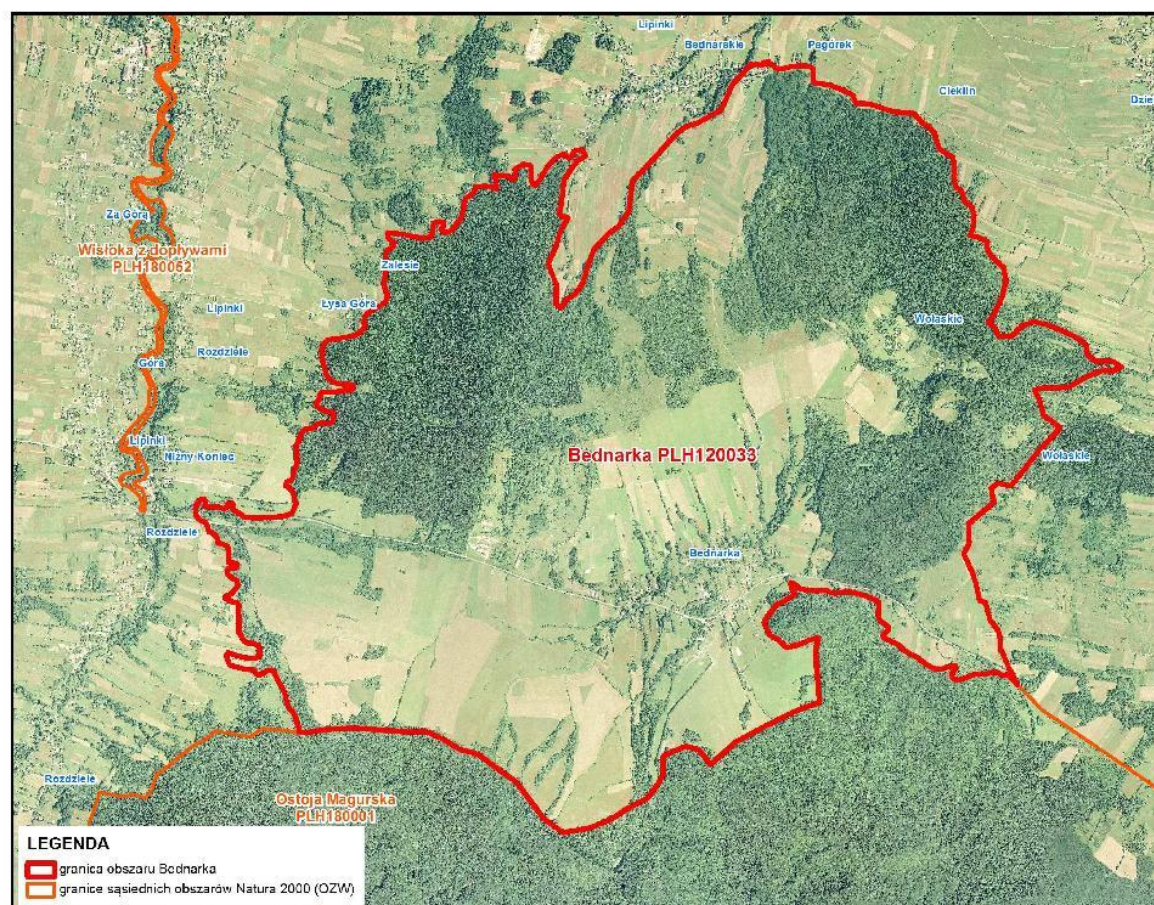 Lipinki
Bednarskie
Pagórek
Cieklin
Dzie
Za Górą
Wisłoka z dopływami
PLH180052
Zalesie
Łysa Góra
Lipinki
Wolaskie
Rozdziele
Góra
Lipinki
Niżny Koniec
Bednarka PLH120033
Wolaskie
Rozdziele
Bednarka
Rozdziele
Ostoja Magurska
PLH180001
LEGENDA
granica obszaru Bednarka
granice sąsiednich obszarów Natura 2000 (OZW)